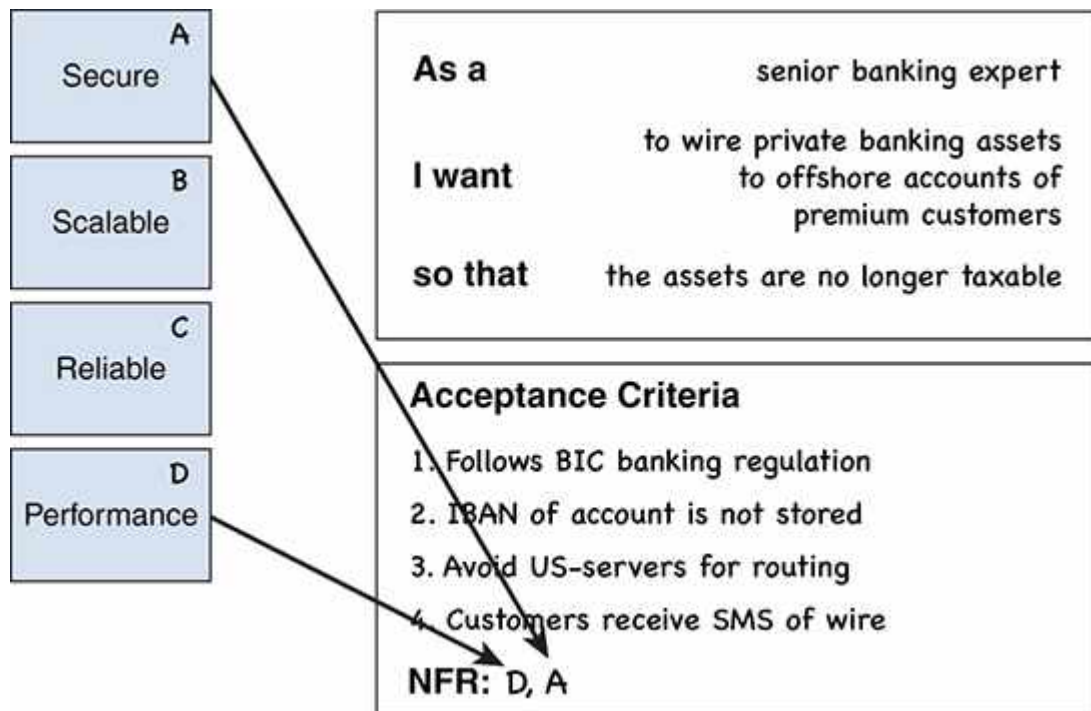 A
Secure
B
Scalable
C
Reliable
D
Performance
As a senior banking expert
to wire private banking assets
I want to offshore accounts of
premium customers
so that the assets are no longer taxable
Acceptance Criteria
1. Follows BIC banking regulation
2. IBAN of account is not stored
3. Avoid US-servers for routing
4. Customers receive SMS of wire
NFR: D, A